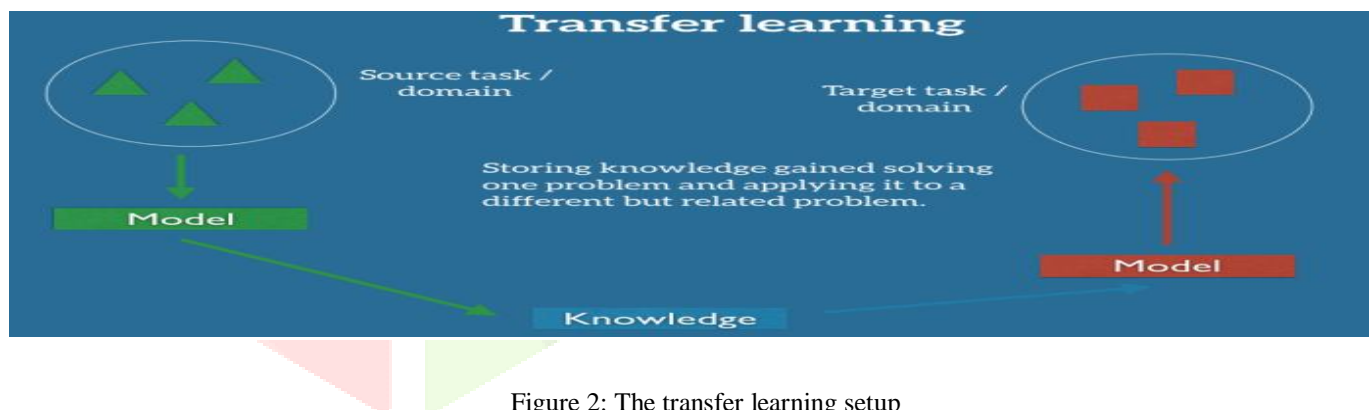 Transfer learning
Source task /
domain
Target task /
domain
Storing knowledge gained solving
one problem and applying it to a
different but related problem.
Model
Model
Knowledge
Figure 2: The transfer learning setup